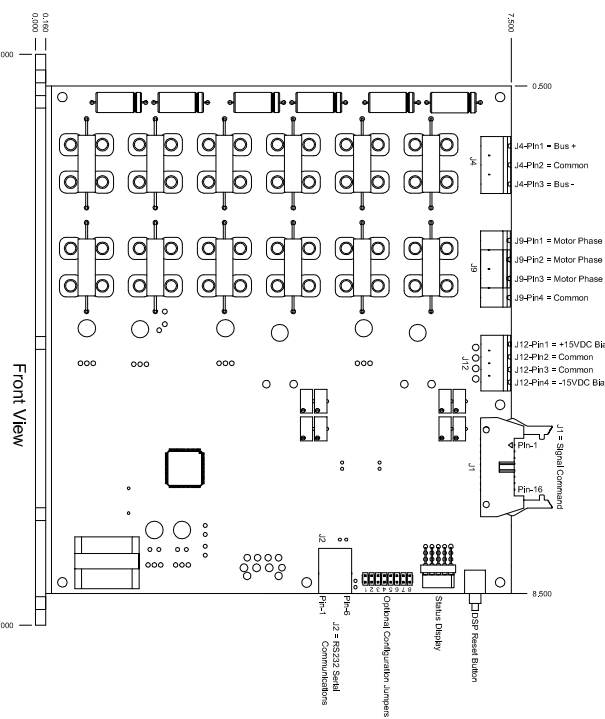 0.000
0.160
7.500
000
0.500
J4-Pin1 = Bus +
J4-Pin2 = Common
J4-Pin3 = Bus -
J4
J9-Pin1 = Motor Phase
J9-Pin2 = Motor Phase
J9-Pin3 = Motor Phase
J9-Pin4 = Common
J9
J12-Pin1 = +15VDC Bia
J12-Pin2 = Common
J12-Pin3 = Common
J12-Pin4 = -15VDC Bia
J12
Front View
J1 = Signal Command
Pin-1
Pin-16
J1
J2
Pin-1
Pin-6
J2 = RS232 Serial
Communications
87654321
Optional Configuration Jumpers
Status Display
DSP Reset Button
8.500
000